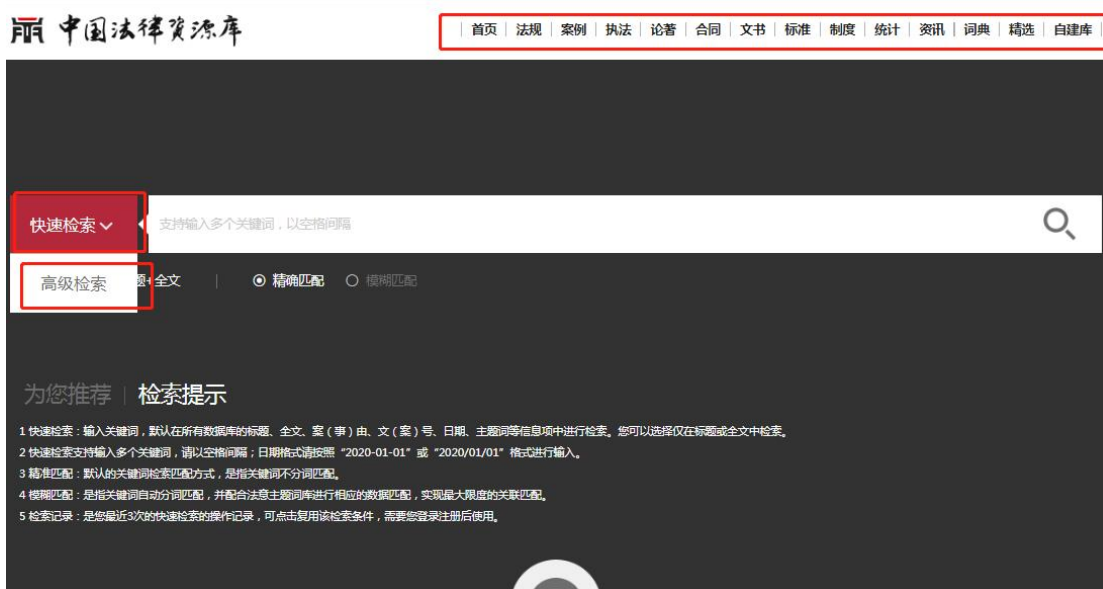 中国法律資源库
首页 | 法规 | 案例 | 执法 | 论著 | 合同 | 文书 | 标准 | 制度 | 统计 | 资讯 | 词典 | 精选 | 自建库
快速检索
支持输入多个关键词，以空格间隔
高级检索
题+全文 | 精确匹配 模糊匹配
为您推荐 | 检索提示
1 快速检索：输入关键词，默认在所有数据库的标题、全文、案（事）由、文（案）号、日期、主题词等信息项中进行检索。您可以选择仅在标题或全文中检索。
2 快速检索支持输入多个关键词，请以空格间隔；日期格式请按照“2020-01-01”或“2020/01/01”格式进行输入。
3 精准匹配：默认的关键词检索匹配方式，是指关键词不分词匹配。
4 模糊匹配：是指关键词自动分词匹配，并配合法意主题词库进行相应的数据匹配，实现最大限度的关联匹配。
5 检索记录：是您最近3次的快速检索的操作记录，可点击复用该检索条件，需要您登录注册后使用。